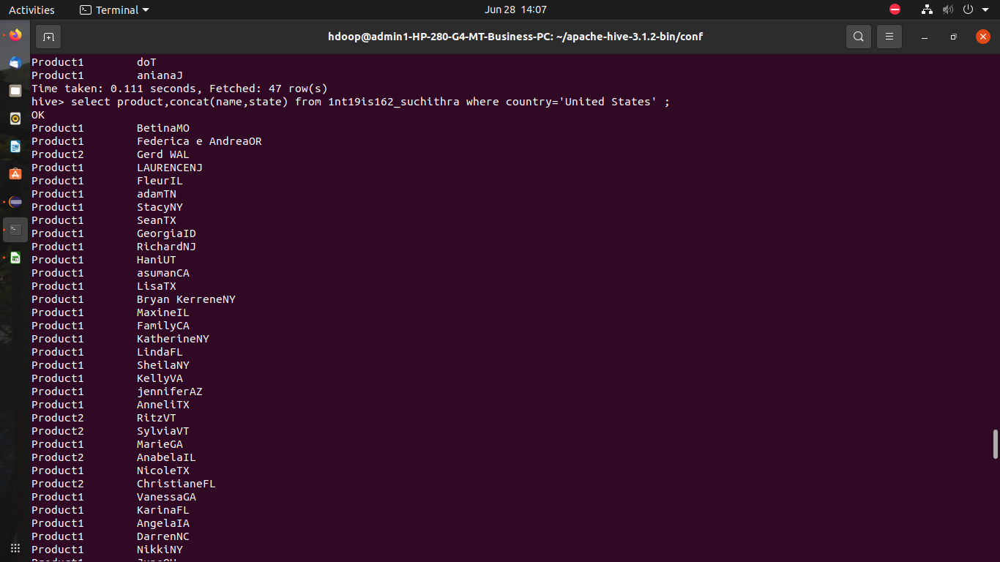 Activities
Terminal
Jun 28 14:07
hdoop@admin1-HP-280-G4-MT-Business-PC: ~/apache-hive-3.1.2-bin/conf
Product1 doT
Product1 anianaJ
Time taken: 0.111 seconds, Fetched: 47 row(s)
hive> select product,concat(name,state) from 1nt19is162_suchithra where country='United States' ;
OK
Product1 BetinaMO
Product1 Federica e AndreaOR
Product2 Gerd WAL
Product1 LAURENCENJ
Product1 FleurIL
Product1 adamTN
Product1 StacyNY
Product1 SeanTX
Product1 GeorgiaID
Product1 RichardNJ
Product1 HaniUT
Product1 asumanCA
Product1 LisaTX
Product1 Bryan KerreneNY
Product1 MaxineIL
Product1 FamilyCA
Product1 KatherineNY
Product1 LindaFL
Product1 SheilaNY
Product1 KellyVA
Product1 jenniferAZ
Product1 AnneliTX
Product2 RitzVT
Product2 SylviaVT
Product1 MarieGA
Product2 AnabelaIL
Product1 NicoleTX
Product2 ChristianeFL
Product1 VanessaGA
Product1 KarinaFL
Product1 AngelaIA
Product1 DarrenNC
Product1 NikkiNY
Product1